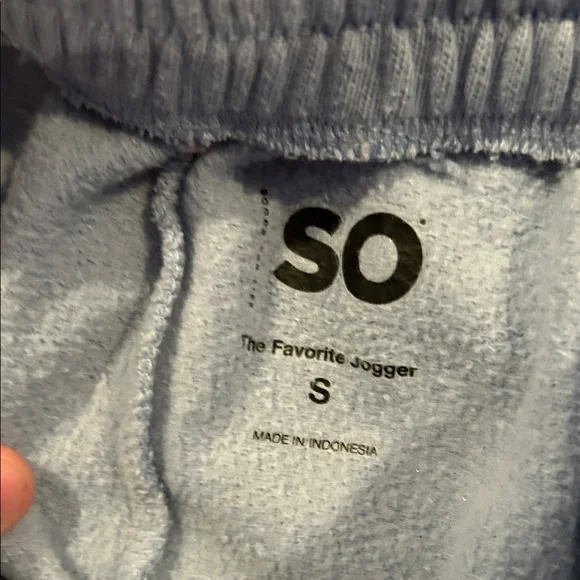 SO
The Favorite Jogger
S
MADE IN INDONESIA